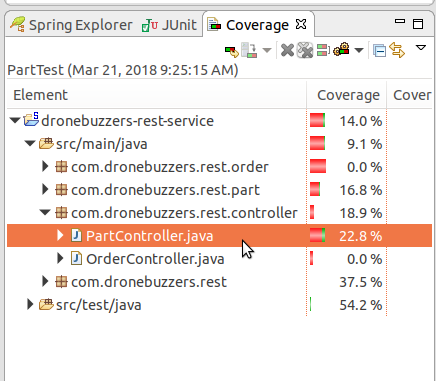 Spring Explorer JUnit Coverage
PartTest (Mar 21, 2018 9:25:15 AM)
Element Coverage Cover
dronebuzzers-rest-service 14.0 %
src/main/java 9.1 %
com.dronebuzzers.rest.order 0.0 %
com.dronebuzzers.rest.part 16.8 %
com.dronebuzzers.rest.controller 18.9 %
PartController.java 22.8 %
OrderController.java 0.0 %
com.dronebuzzers.rest 37.5 %
src/test/java 54.2 %